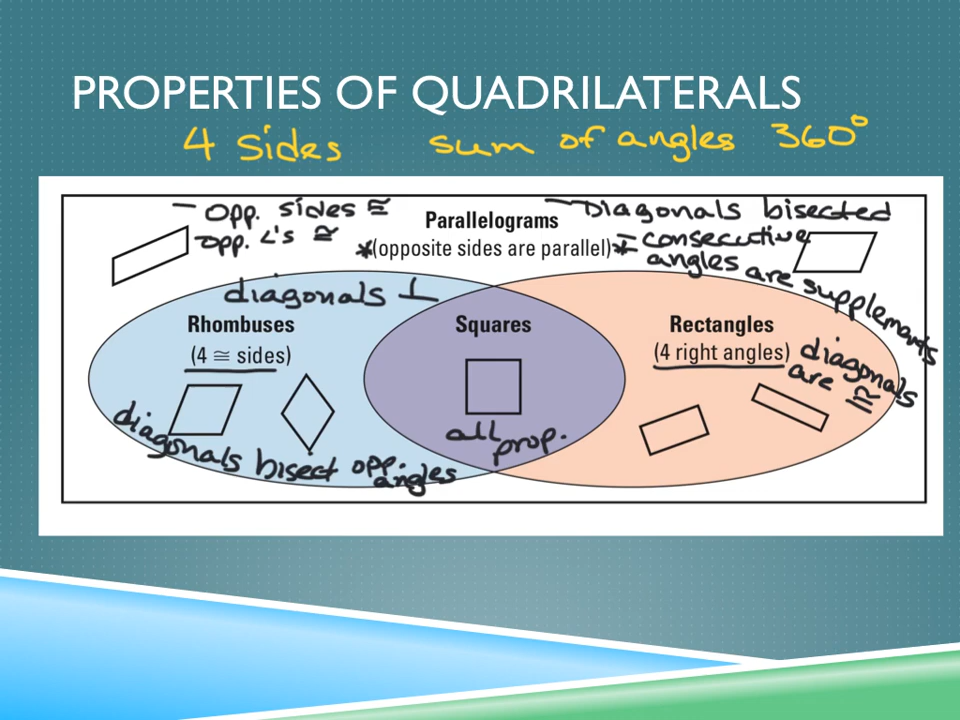 PROPERTIES OF QUADRILATERALS
4 sides sum of angles 360°
- opp. sides ≅
opp. ∠'s ≅
Parallelograms
*(opposite sides are parallel)*
- Diagonals bisected
- consecutive
angles are supplements
diagonals ⊥
Rhombuses
(4 ≅ sides)
diagonals bisect opp.
angles
Squares
all
prop.
Rectangles
(4 right angles)
diagonals
are ≅